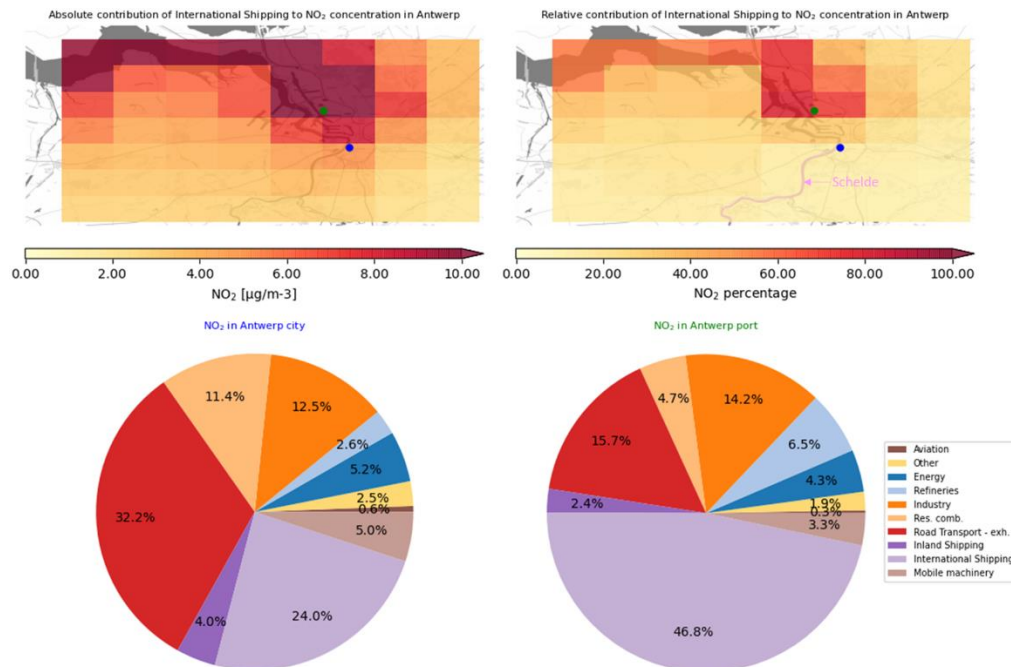 Absolute contribution of International Shipping to NO₂ concentration in Antwerp
Relative contribution of International Shipping to NO₂ concentration in Antwerp
Schelde
0.00 2.00 4.00 6.00 8.00 10.00
NO₂ [µg/m-3]
0.00 20.00 40.00 60.00 80.00 100.00
NO₂ percentage
NO₂ in Antwerp city
11.4%
12.5%
2.6%
5.2%
2.5%
0.6%
5.0%
32.2%
4.0%
24.0%
NO₂ in Antwerp port
4.7%
14.2%
6.5%
15.7%
4.3%
1.9%
0.3%
3.3%
2.4%
46.8%
Aviation
Other
Energy
Refineries
Industry
Res. comb.
Road Transport - exh.
Inland Shipping
International Shipping
Mobile machinery